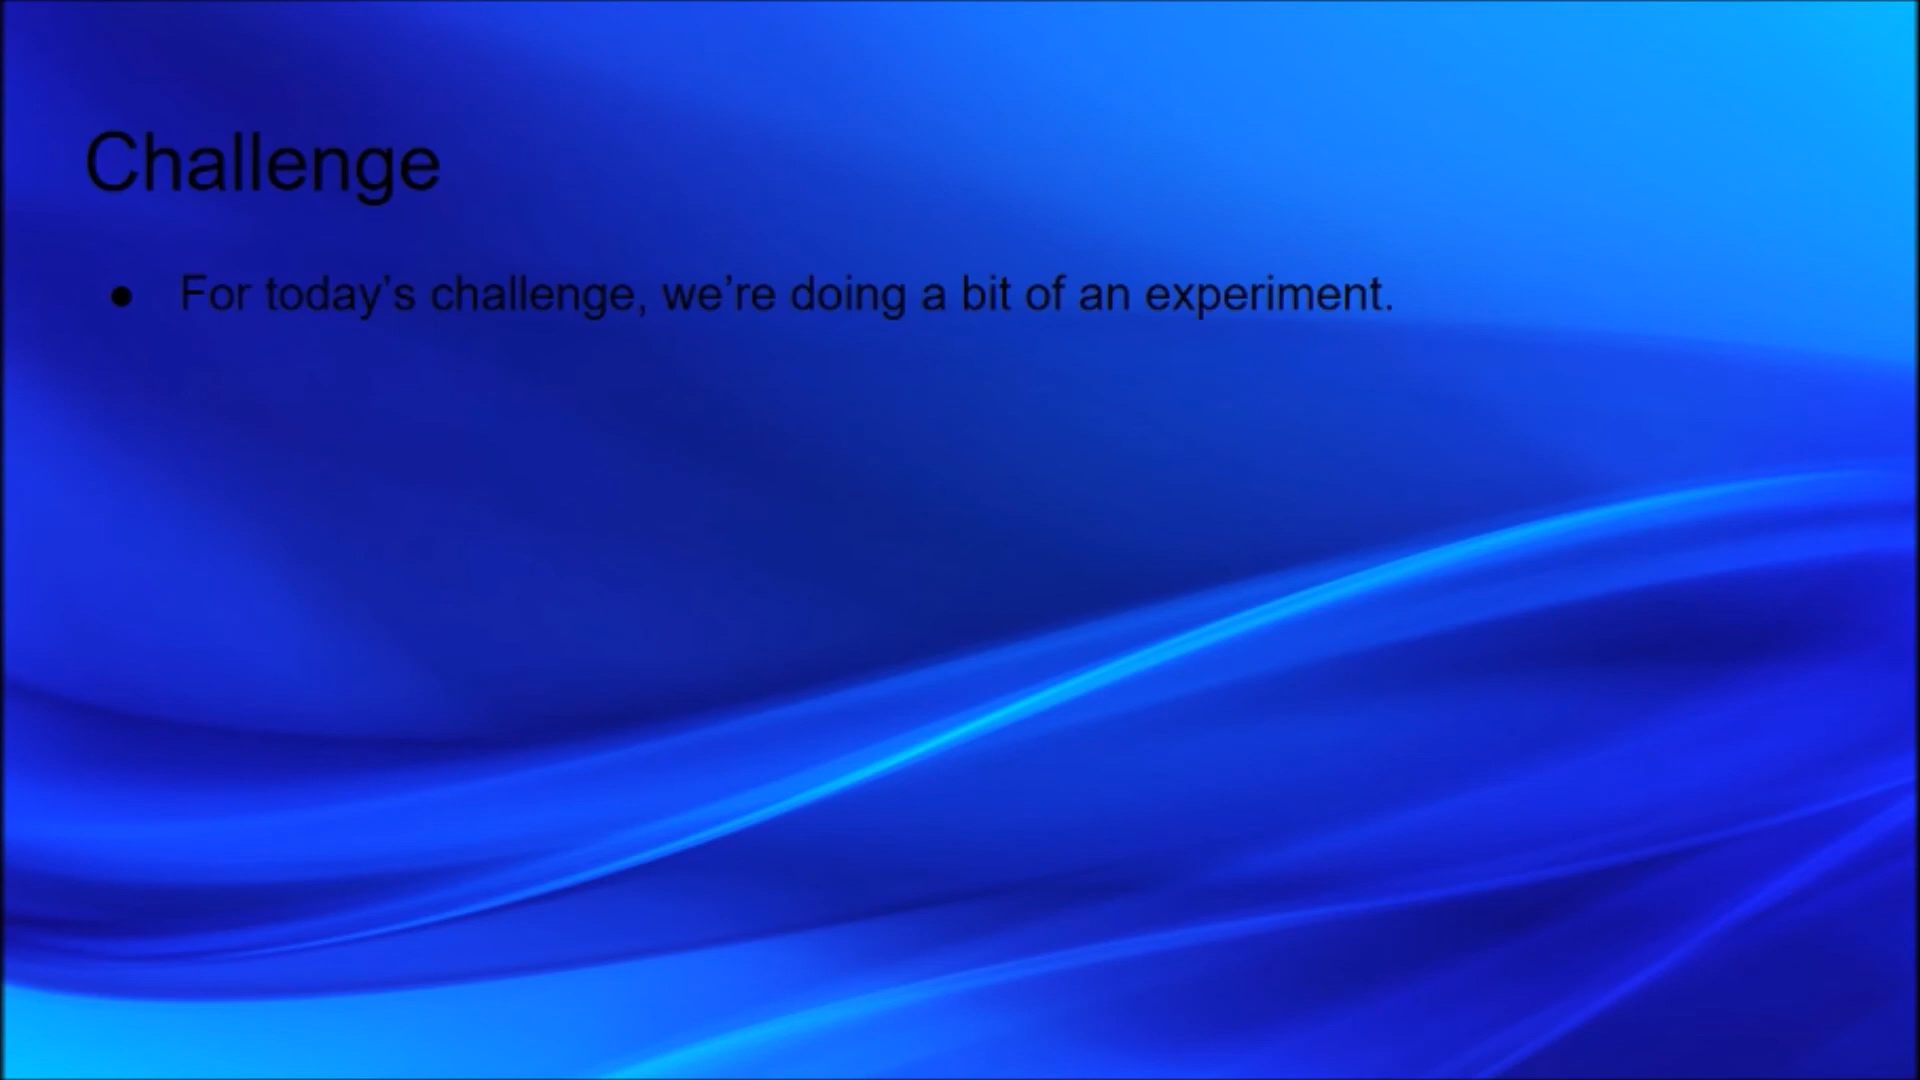 Challenge
● For today’s challenge, we’re doing a bit of an experiment.